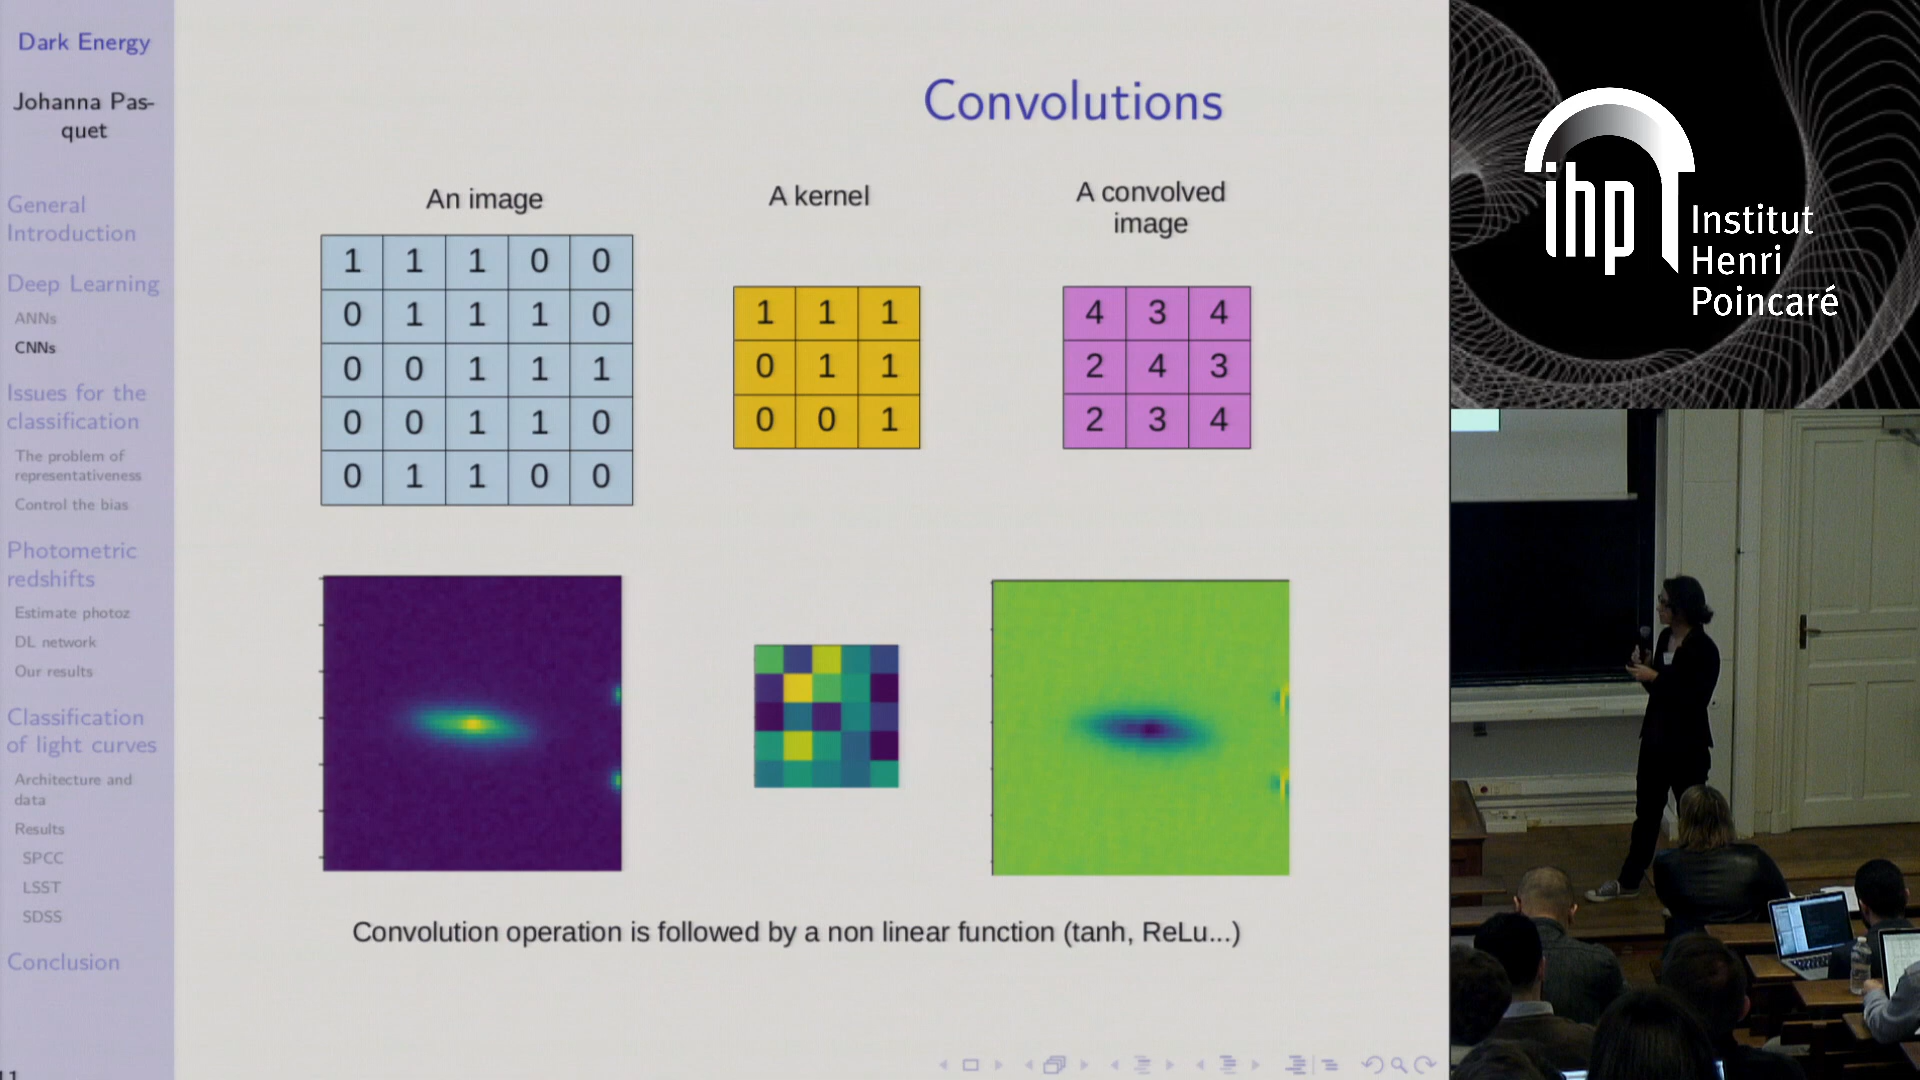 Dark Energy
Johanna Pas-
quet
General
Introduction
Deep Learning
ANNs
CNNs
Issues for the
classification
The problem of
representativeness
Control the bias
Photometric
redshifts
Estimate photoz
DL network
Our results
Classification
of light curves
Architecture and
data
Results
SPCC
LSST
SDSS
Conclusion
Convolutions
An image
1 1 1 0 0
0 1 1 1 0
0 0 1 1 1
0 0 1 1 0
0 1 1 0 0
A kernel
1 1 1
0 1 1
0 0 1
A convolved
image
4 3 4
2 4 3
2 3 4
Convolution operation is followed by a non linear function (tanh, ReLu...)
ihp
Institut
Henri
Poincaré